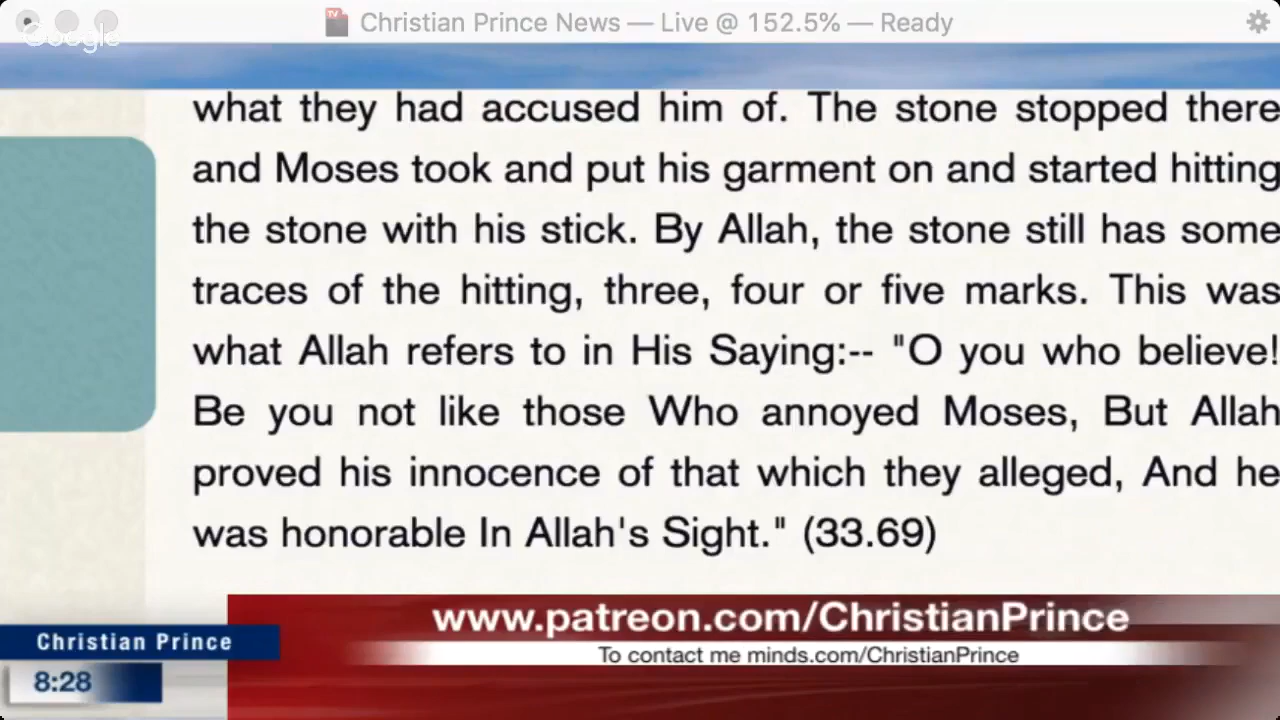 Christian Prince News — Live @ 152.5% — Ready
Google
what they had accused him of. The stone stopped there
and Moses took and put his garment on and started hitting
the stone with his stick. By Allah, the stone still has some
traces of the hitting, three, four or five marks. This was
what Allah refers to in His Saying:-- "O you who believe!
Be you not like those Who annoyed Moses, But Allah
proved his innocence of that which they alleged, And he
was honorable In Allah's Sight." (33.69)
www.patreon.com/ChristianPrince
To contact me minds.com/ChristianPrince
Christian Prince
8:28